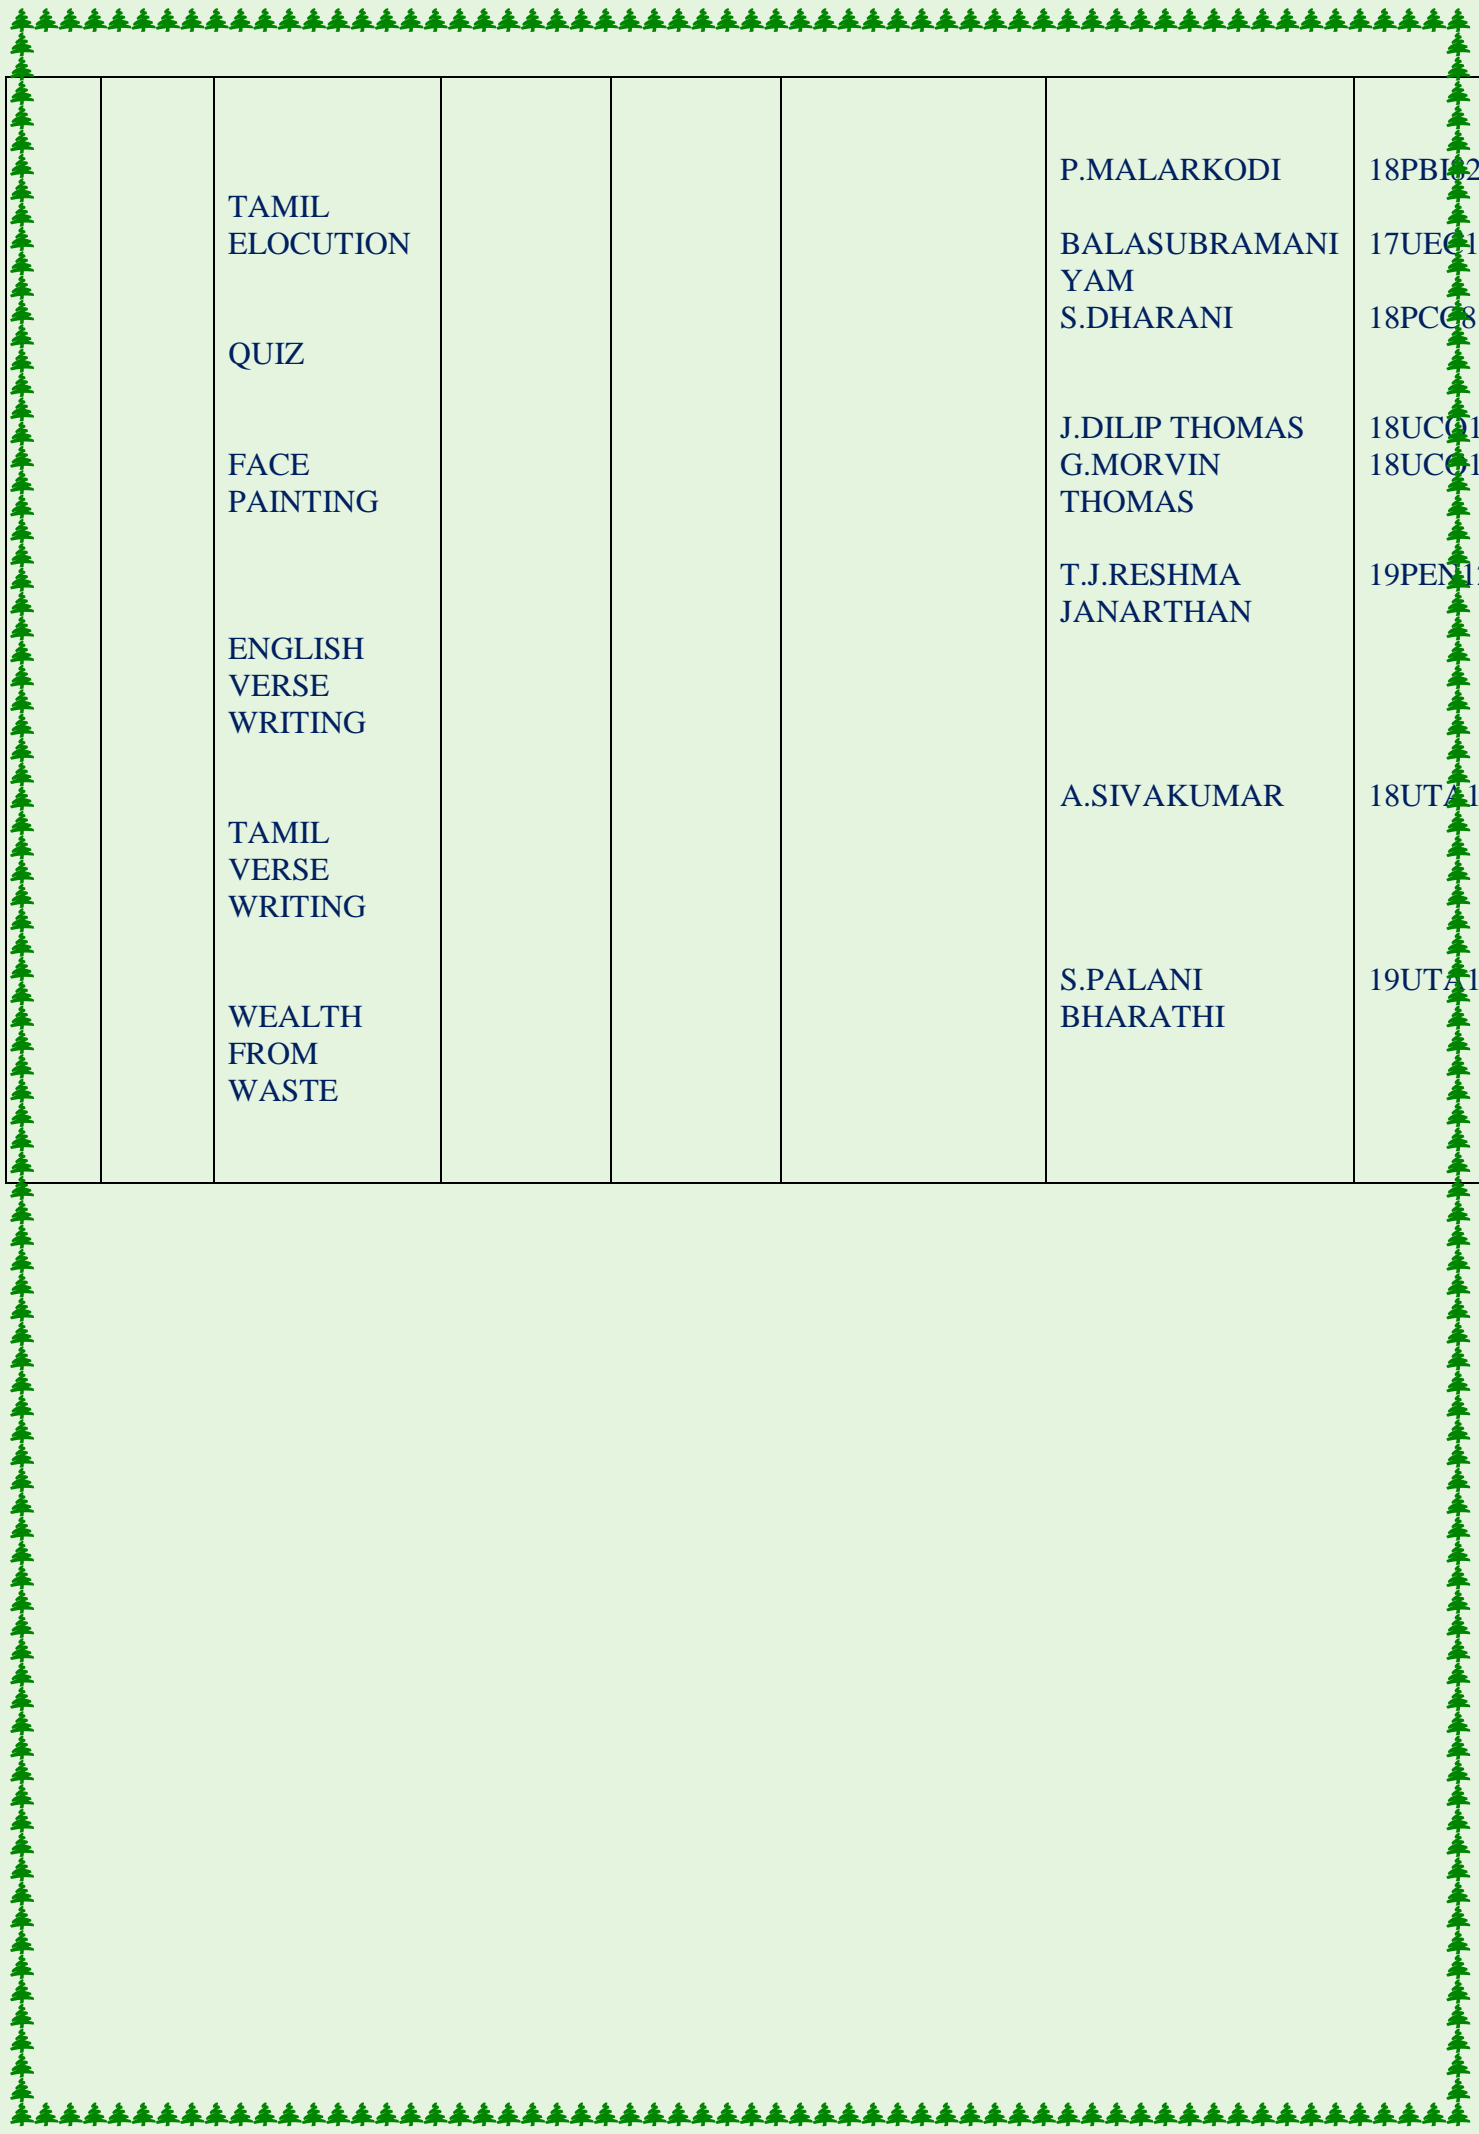 TAMIL
ELOCUTION
QUIZ
FACE
PAINTING
ENGLISH
VERSE
WRITING
TAMIL
VERSE
WRITING
WEALTH
FROM
WASTE
P.MALARKODI
BALASUBRAMANI
YAM
S.DHARANI
J.DILIP THOMAS
G.MORVIN
THOMAS
T.J.RESHMA
JANARTHAN
A.SIVAKUMAR
S.PALANI
BHARATHI